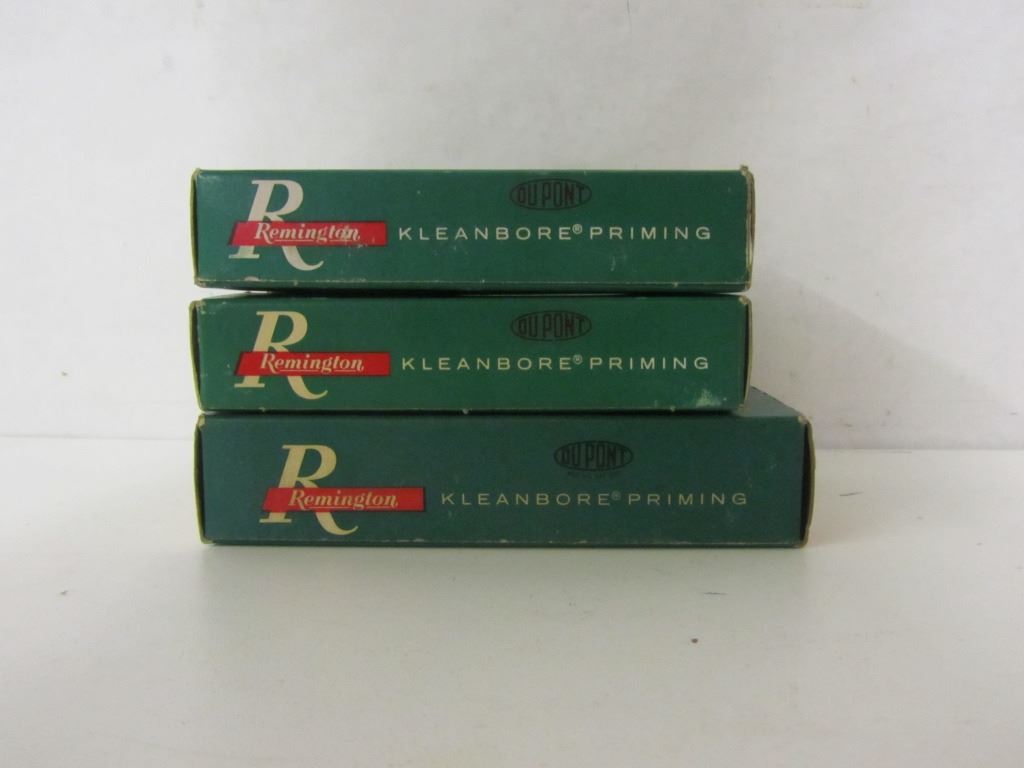 R
Remington
DU PONT
KLEANBORE® PRIMING
R
Remington
DU PONT
KLEANBORE® PRIMING
R
Remington
DU PONT
KLEANBORE® PRIMING